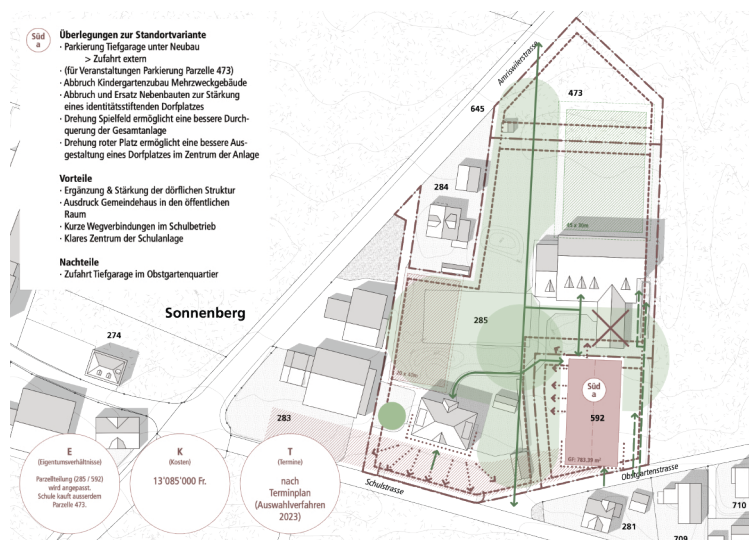 Süd
a
Überlegungen zur Standortvariante
· Parkierung Tiefgarage unter Neubau
> Zufahrt extern
· (für Veranstaltungen Parkierung Parzelle 473)
· Abbruch Kindergartenzubau Mehrzweckgebäude
· Abbruch und Ersatz Nebenbauten zur Stärkung
eines identitätsstiftenden Dorfplatzes
· Drehung Spielfeld ermöglicht eine bessere Durch-
querung der Gesamtanlage
· Drehung roter Platz ermöglicht eine bessere Aus-
gestaltung eines Dorfplatzes im Zentrum der Anlage
Vorteile
· Ergänzung & Stärkung der dörflichen Struktur
· Ausdruck Gemeindehaus in den öffentlichen
Raum
· Kurze Wegverbindungen im Schulbetrieb
· Klares Zentrum der Schulanlage
Nachteile
· Zufahrt Tiefgarage im Obstgartenquartier
Amriswilerstrasse
473
645
284
Sonnenberg
285
274
Süd
a
592
283
Schulstrasse
Obstgartenstrasse
281
710
709
E
(Eigentumsverhältnisse)
Parzellteilung (285 / 592)
wird angepasst.
Schule kauft ausserdem
Parzelle 473.
K
(Kosten)
13'085'000 Fr.
T
(Termine)
nach
Terminplan
(Auswahlverfahren
2023)